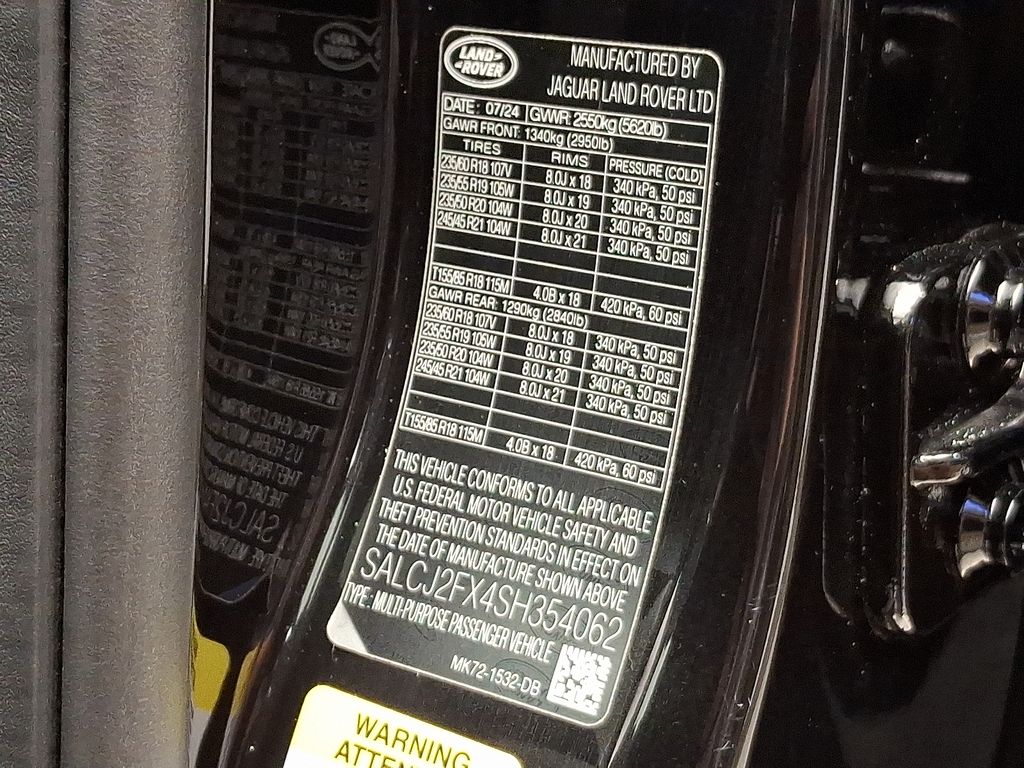 LAND-
-ROVER
MANUFACTURED BY
JAGUAR LAND ROVER LTD
DATE: 07/24 GVWR: 2550kg (5620lb)
GAWR FRONT: 1340kg (2950lb)
TIRES RIMS PRESSURE (COLD)
235/60 R18 107V 8.0J x 18 340 kPa, 50 psi
235/55 R19 105W 8.0J x 19 340 kPa, 50 psi
235/50 R20 104W 8.0J x 20 340 kPa, 50 psi
245/45 R21 104W 8.0J x 21 340 kPa, 50 psi
T155/85 R18 115M 4.0B x 18 420 kPa, 60 psi
GAWR REAR: 1290kg (2840lb)
235/60 R18 107V 8.0J x 18 340 kPa, 50 psi
235/55 R19 105W 8.0J x 19 340 kPa, 50 psi
235/50 R20 104W 8.0J x 20 340 kPa, 50 psi
245/45 R21 104W 8.0J x 21 340 kPa, 50 psi
T155/85 R18 115M 4.0B x 18 420 kPa, 60 psi
THIS VEHICLE CONFORMS TO ALL APPLICABLE
U.S. FEDERAL MOTOR VEHICLE SAFETY AND
THEFT PREVENTION STANDARDS IN EFFECT ON
THE DATE OF MANUFACTURE SHOWN ABOVE
SALCJ2FX4SH354062
TYPE: MULTI-PURPOSE PASSENGER VEHICLE
MK72-1532-DB
WARNING